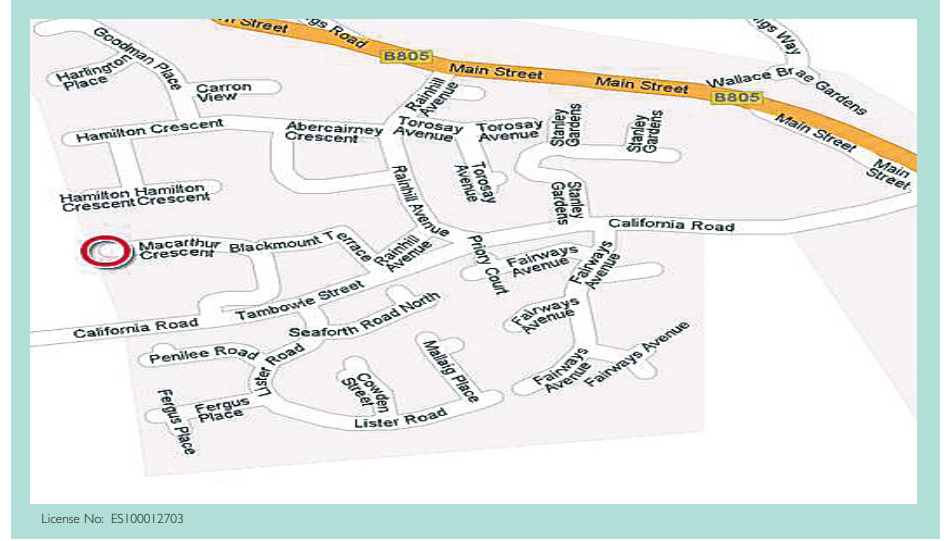 Main Street
ngs Road
ngs Way
Goodman Place
B805
Main Street
Main Street
Wallace Brae Gardens
Harlington
Place
Carron
View
Rainhill
Avenue
B805
Main Street
Hamilton Crescent
Abercairney
Crescent
Torosay
Avenue
Torosay
Avenue
Stanley
Gardens
Stanley
Gardens
Main
Street
Torosay
Avenue
Rainhill Avenue
Stanley
Gardens
Hamilton
Crescent
Hamilton
Crescent
California Road
Macarthur
Crescent
Blackmount Terrace
Rainhill
Avenue
Priory Court
Fairways
Avenue
Fairways
Avenue
Tambowie Street
Seaforth Road North
Fairways
Avenue
California Road
Penilee Road
Lister Road
Mallaig Place
Fairways
Avenue
Fairways Avenue
Cowden
Street
Fergus Place
Fergus
Place
Lister Road
License No: ES100012703